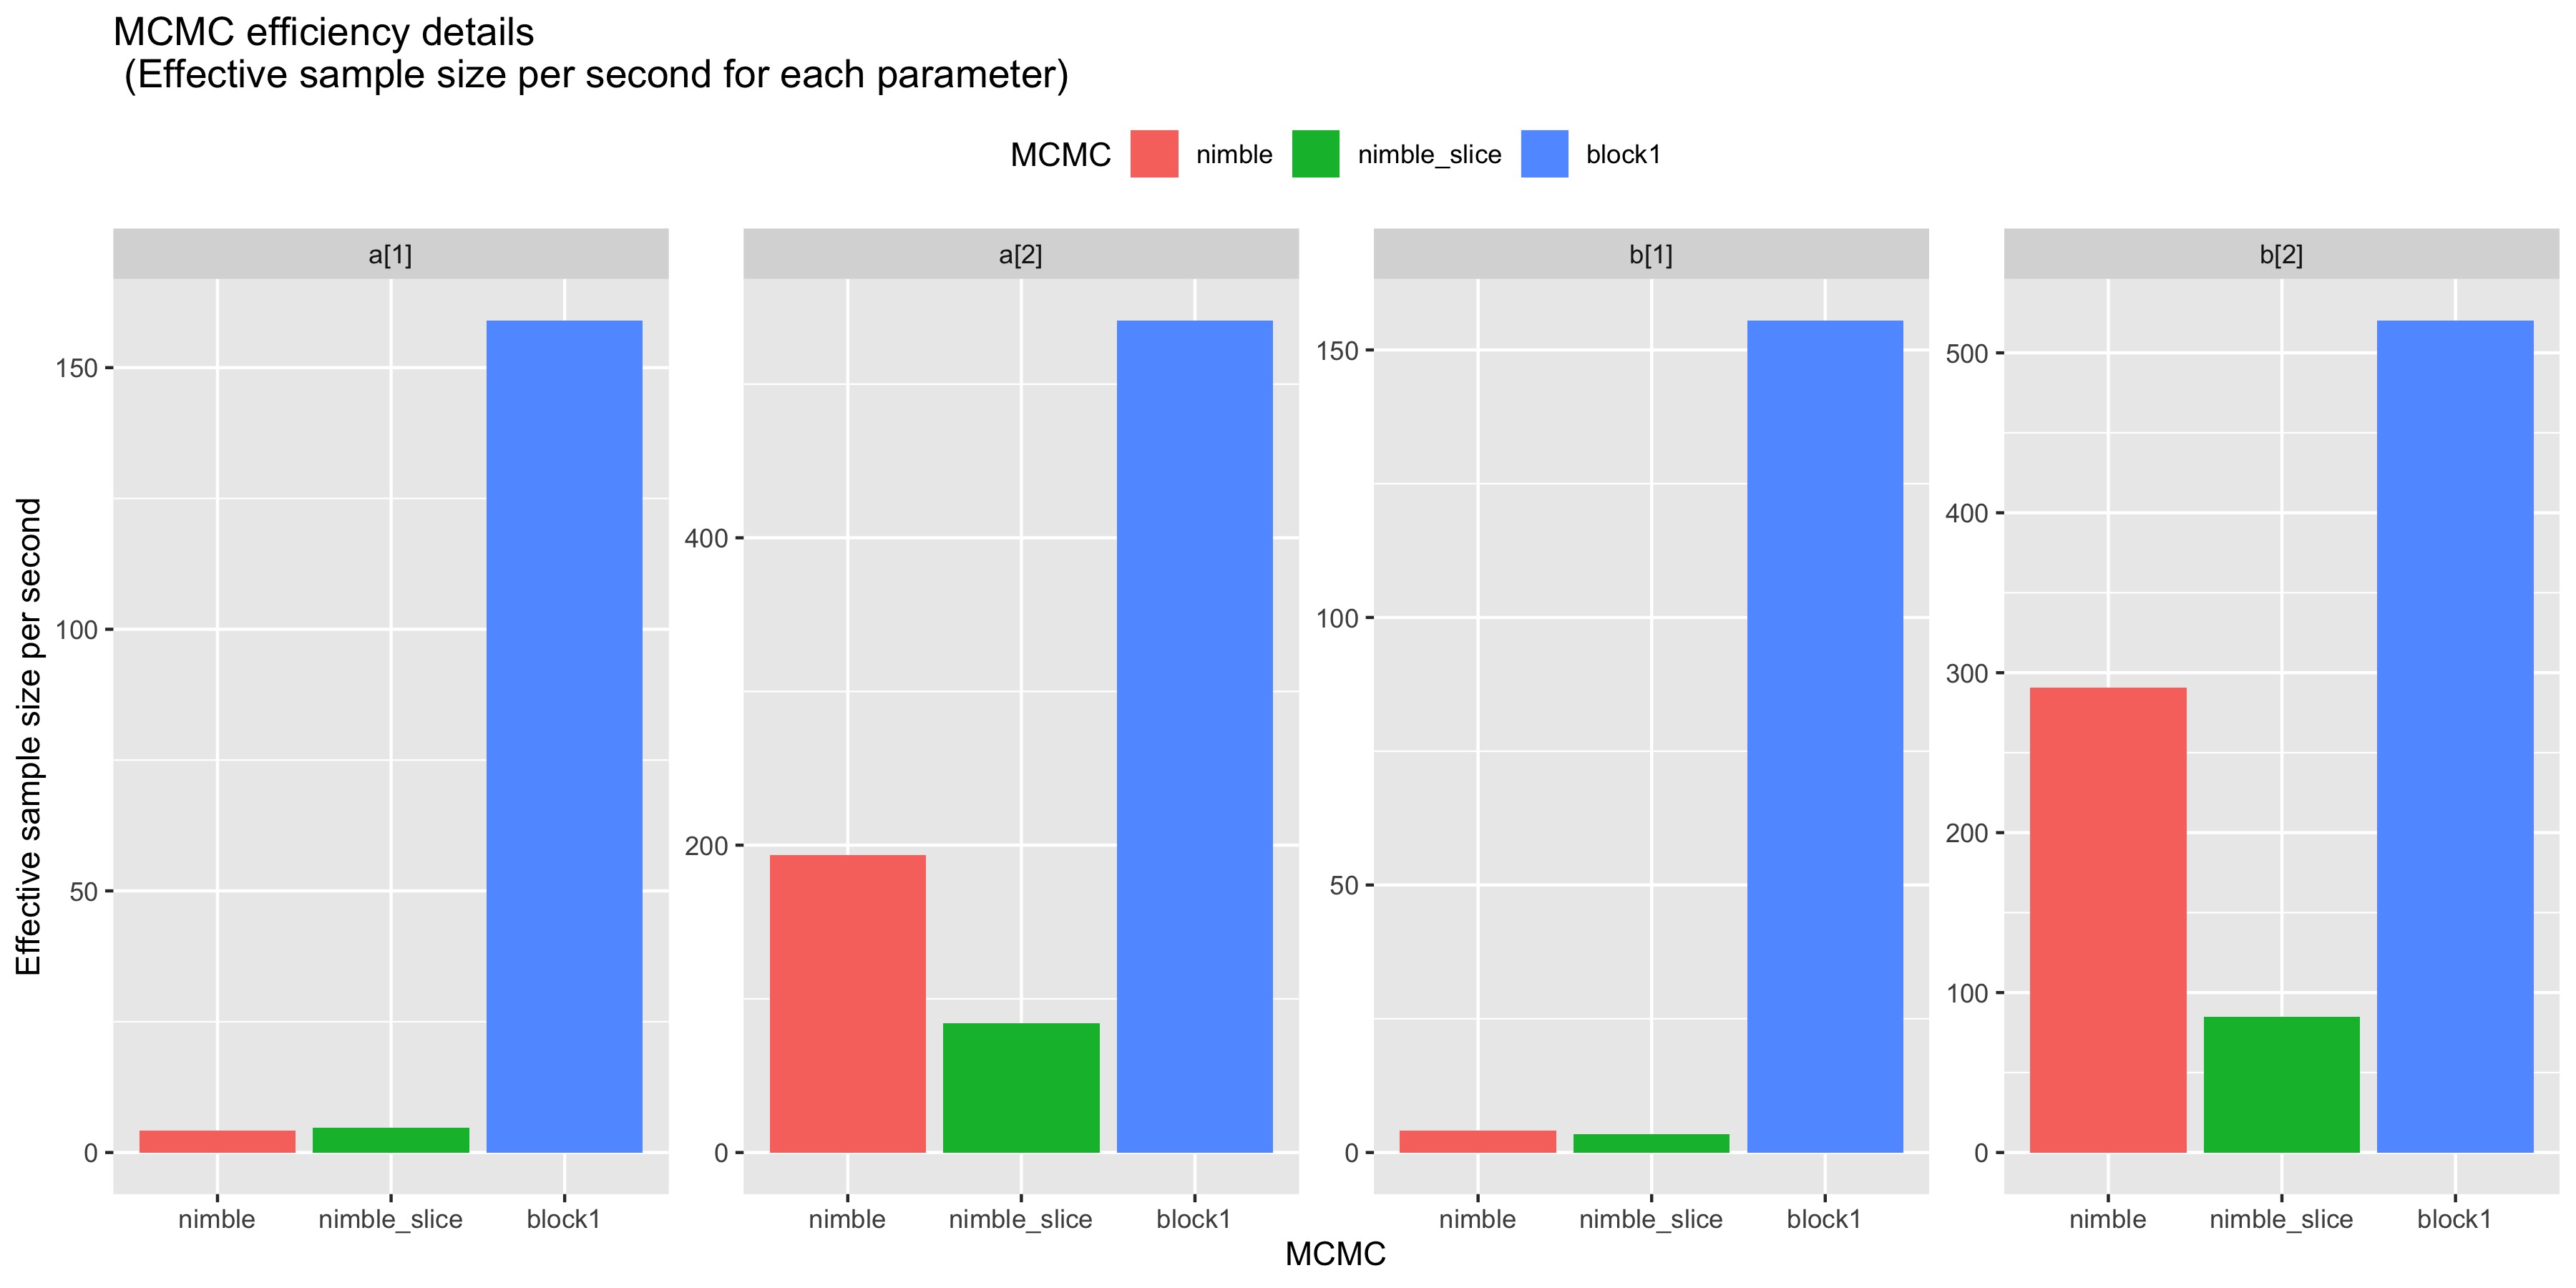 MCMC efficiency details
(Effective sample size per second for each parameter)
MCMC nimble nimble_slice block1
a[1] a[2] b[1] b[2]
Effective sample size per second
150
100
50
0
400
200
0
150
100
50
0
500
400
300
200
100
0
nimble nimble_slice block1 nimble nimble_slice block1 nimble nimble_slice block1 nimble nimble_slice block1
MCMC